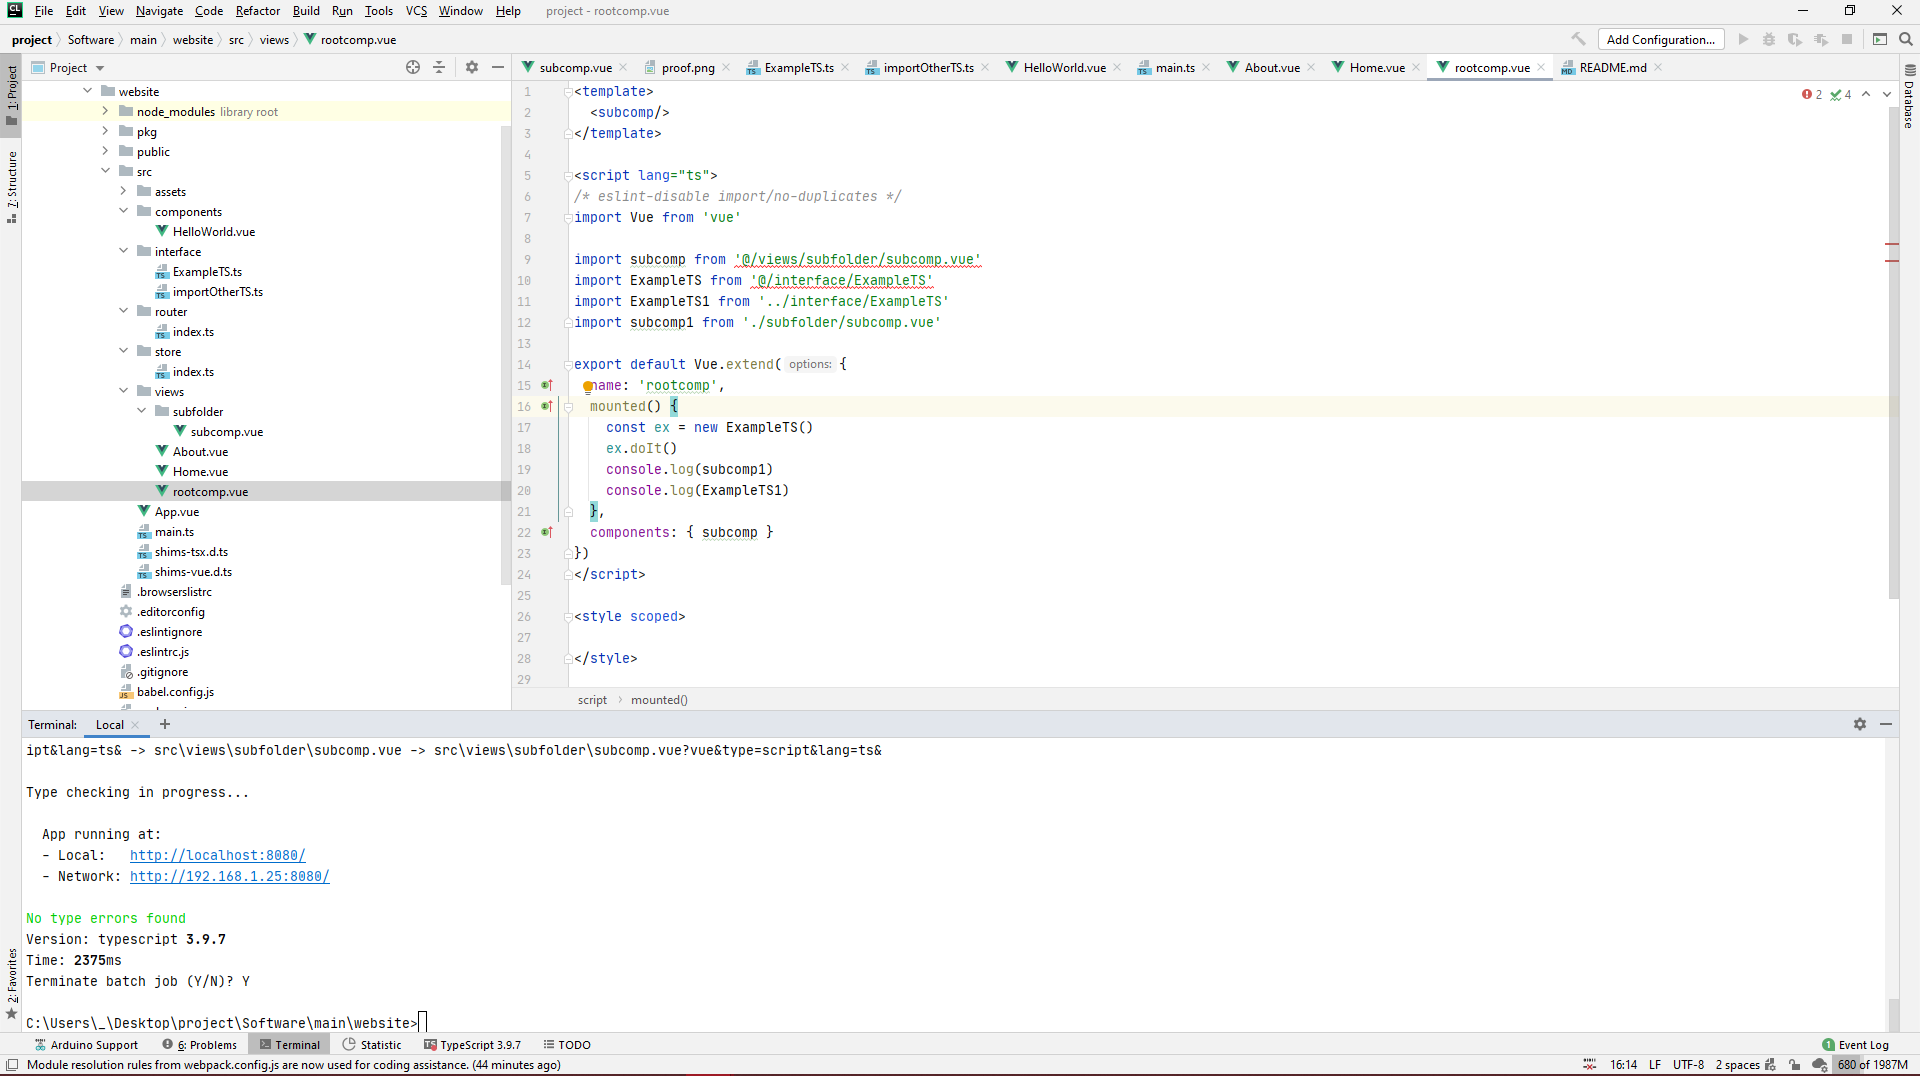 CL File Edit View Navigate Code Refactor Build Run Tools VCS Window Help project - rootcomp.vue
project Software main website src views rootcomp.vue
Add Configuration...
1: Project
7: Structure
2: Favorites
Database
Project
website
node_modules library root
pkg
public
src
assets
components
HelloWorld.vue
interface
ExampleTS.ts
importOtherTS.ts
router
index.ts
store
index.ts
views
subfolder
subcomp.vue
About.vue
Home.vue
rootcomp.vue
App.vue
main.ts
shims-tsx.d.ts
shims-vue.d.ts
.browserslistrc
.editorconfig
.eslintignore
.eslintrc.js
.gitignore
babel.config.js
subcomp.vue proof.png ExampleTS.ts importOtherTS.ts HelloWorld.vue main.ts About.vue Home.vue rootcomp.vue README.md
2 4
1 <template>
2 <subcomp/>
3 </template>
4
5 <script lang="ts">
6 /* eslint-disable import/no-duplicates */
7 import Vue from 'vue'
8
9 import subcomp from '@/views/subfolder/subcomp.vue'
10 import ExampleTS from '@/interface/ExampleTS'
11 import ExampleTS1 from '../interface/ExampleTS'
12 import subcomp1 from './subfolder/subcomp.vue'
13
14 export default Vue.extend( options: {
15 name: 'rootcomp',
16 mounted() {
17 const ex = new ExampleTS()
18 ex.doIt()
19 console.log(subcomp1)
20 console.log(ExampleTS1)
21 },
22 components: { subcomp }
23 })
24 </script>
25
26 <style scoped>
27
28 </style>
29
script mounted()
Terminal: Local
ipt&lang=ts& -> src\views\subfolder\subcomp.vue -> src\views\subfolder\subcomp.vue?vue&type=script&lang=ts&
Type checking in progress...
App running at:
- Local: http://localhost:8080/
- Network: http://192.168.1.25:8080/
No type errors found
Version: typescript 3.9.7
Time: 2375ms
Terminate batch job (Y/N)? Y
C:\Users\_\Desktop\project\Software\main\website>
Arduino Support 6: Problems Terminal Statistic TypeScript 3.9.7 TODO 1 Event Log
Module resolution rules from webpack.config.js are now used for coding assistance. (44 minutes ago) 16:14 LF UTF-8 2 spaces 680 of 1987M